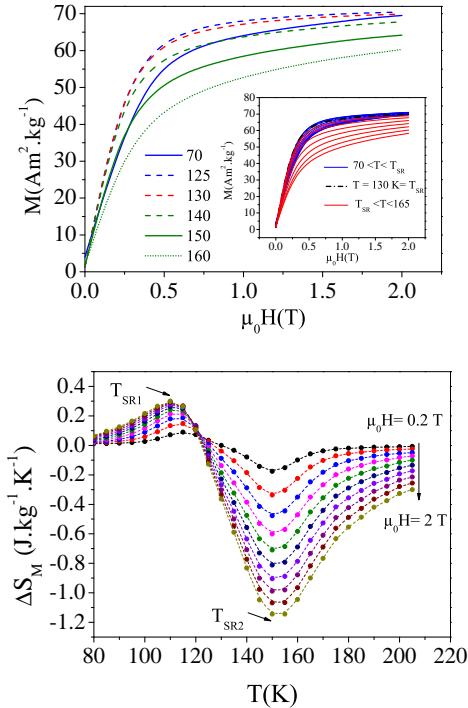 70
60
50
40
30
20
10
0
M(Am².kg⁻¹)
0.0 0.5 1.0 1.5 2.0
μ₀H(T)
70
125
130
140
150
160
80
70
60
50
40
30
20
10
0
M(Am².kg⁻¹)
0.0 0.5 1.0 1.5 2.0
μ₀H(T)
70 <T< T_SR
T = 130 K= T_SR
T_SR <T<165
0.4
0.2
0.0
-0.2
-0.4
-0.6
-0.8
-1.0
-1.2
ΔS_M (J.kg⁻¹.K⁻¹)
T_SR1
μ₀H= 0.2 T
μ₀H= 2 T
T_SR2
80 100 120 140 160 180 200 220
T(K)